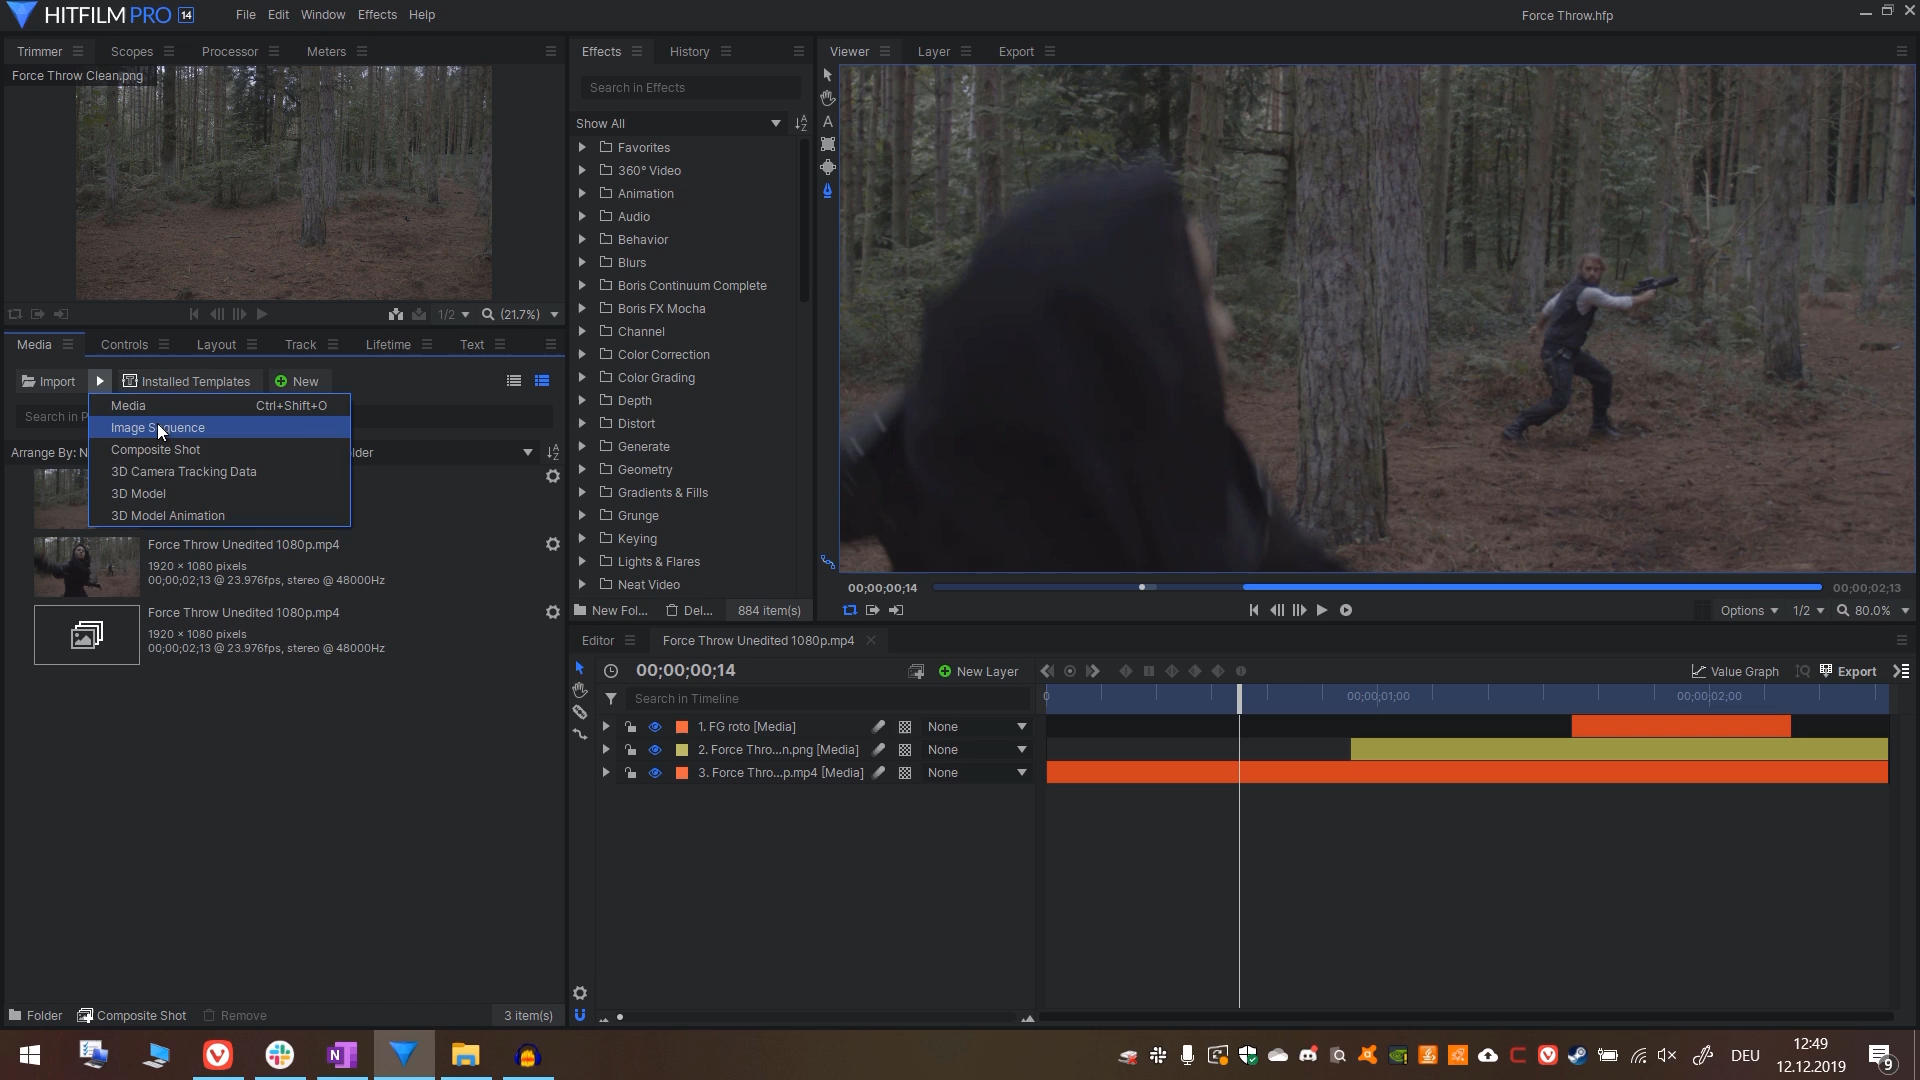 HITFILM PRO 14
File Edit Window Effects Help
Force Throw.hfp
Trimmer Scopes Processor Meters
Force Throw Clean.png
1/2 (21.7%)
Media Controls Layout Track Lifetime Text
Import Installed Templates New
Search in P
Media Ctrl+Shift+O
Image Sequence
Composite Shot
3D Camera Tracking Data
3D Model
3D Model Animation
Arrange By: N lder
Force Throw Unedited 1080p.mp4
1920 x 1080 pixels
00;00;02;13 @ 23.976fps, stereo @ 48000Hz
Force Throw Unedited 1080p.mp4
1920 x 1080 pixels
00;00;02;13 @ 23.976fps, stereo @ 48000Hz
Folder Composite Shot Remove 3 item(s)
Effects History
Search in Effects
Show All
Favorites
360° Video
Animation
Audio
Behavior
Blurs
Boris Continuum Complete
Boris FX Mocha
Channel
Color Correction
Color Grading
Depth
Distort
Generate
Geometry
Gradients & Fills
Grunge
Keying
Lights & Flares
Neat Video
New Fol... Del... 884 item(s)
Viewer Layer Export
00;00;00;14 00;00;02;13
Options 1/2 80.0%
Editor Force Throw Unedited 1080p.mp4
00;00;00;14 New Layer Value Graph Export
Search in Timeline
0 00;00;01;00 00;00;02;00
1. FG roto [Media] None
2. Force Thro...n.png [Media] None
3. Force Thro...p.mp4 [Media] None
DEU 12:49
12.12.2019
9